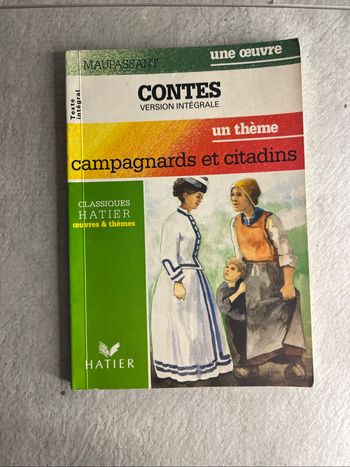 une œuvre
MAUPASSANT
Texte
intégral
CONTES
VERSION INTÉGRALE
un thème
campagnards et citadins
CLASSIQUES
HATIER
œuvres & thèmes
HATIER